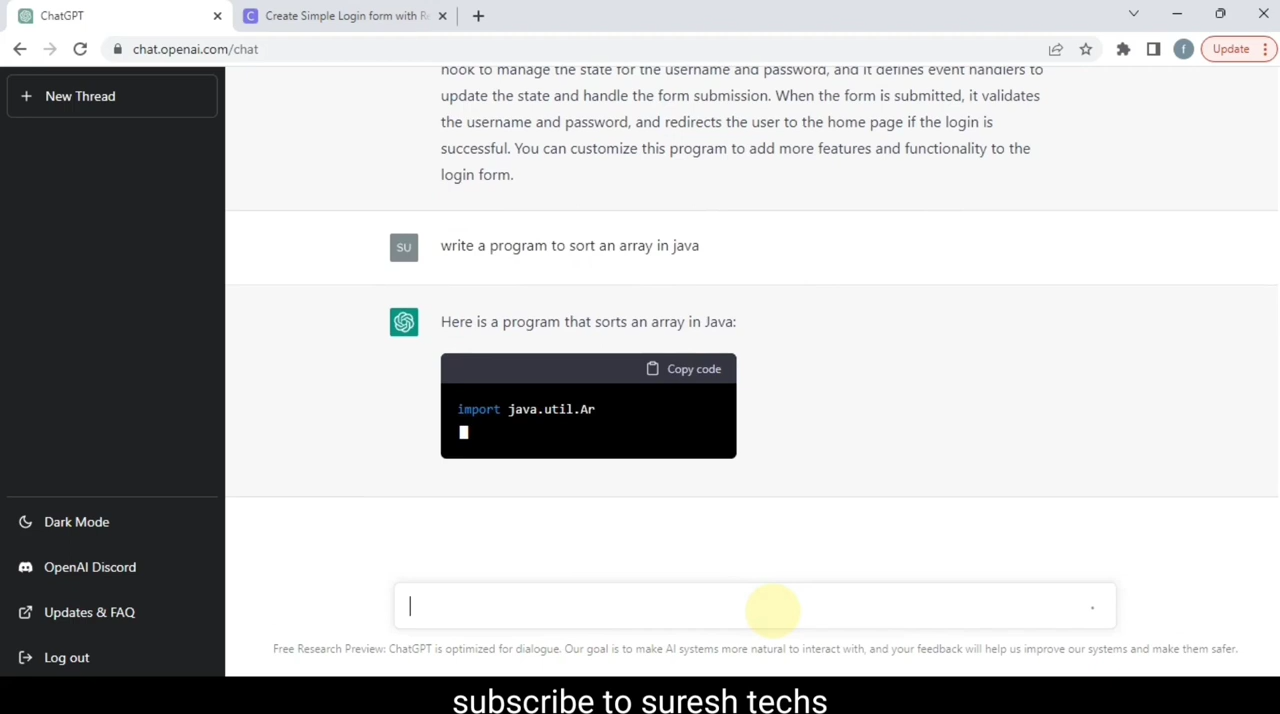 ChatGPT
Create Simple Login form with Re
chat.openai.com/chat
f
Update
New Thread
hook to manage the state for the username and password, and it defines event handlers to
update the state and handle the form submission. When the form is submitted, it validates
the username and password, and redirects the user to the home page if the login is
successful. You can customize this program to add more features and functionality to the
login form.
SU
write a program to sort an array in java
Here is a program that sorts an array in Java:
Copy code
import java.util.Ar
Dark Mode
OpenAI Discord
Updates & FAQ
Log out
Free Research Preview: ChatGPT is optimized for dialogue. Our goal is to make AI systems more natural to interact with, and your feedback will help us improve our systems and make them safer.
subscribe to suresh techs